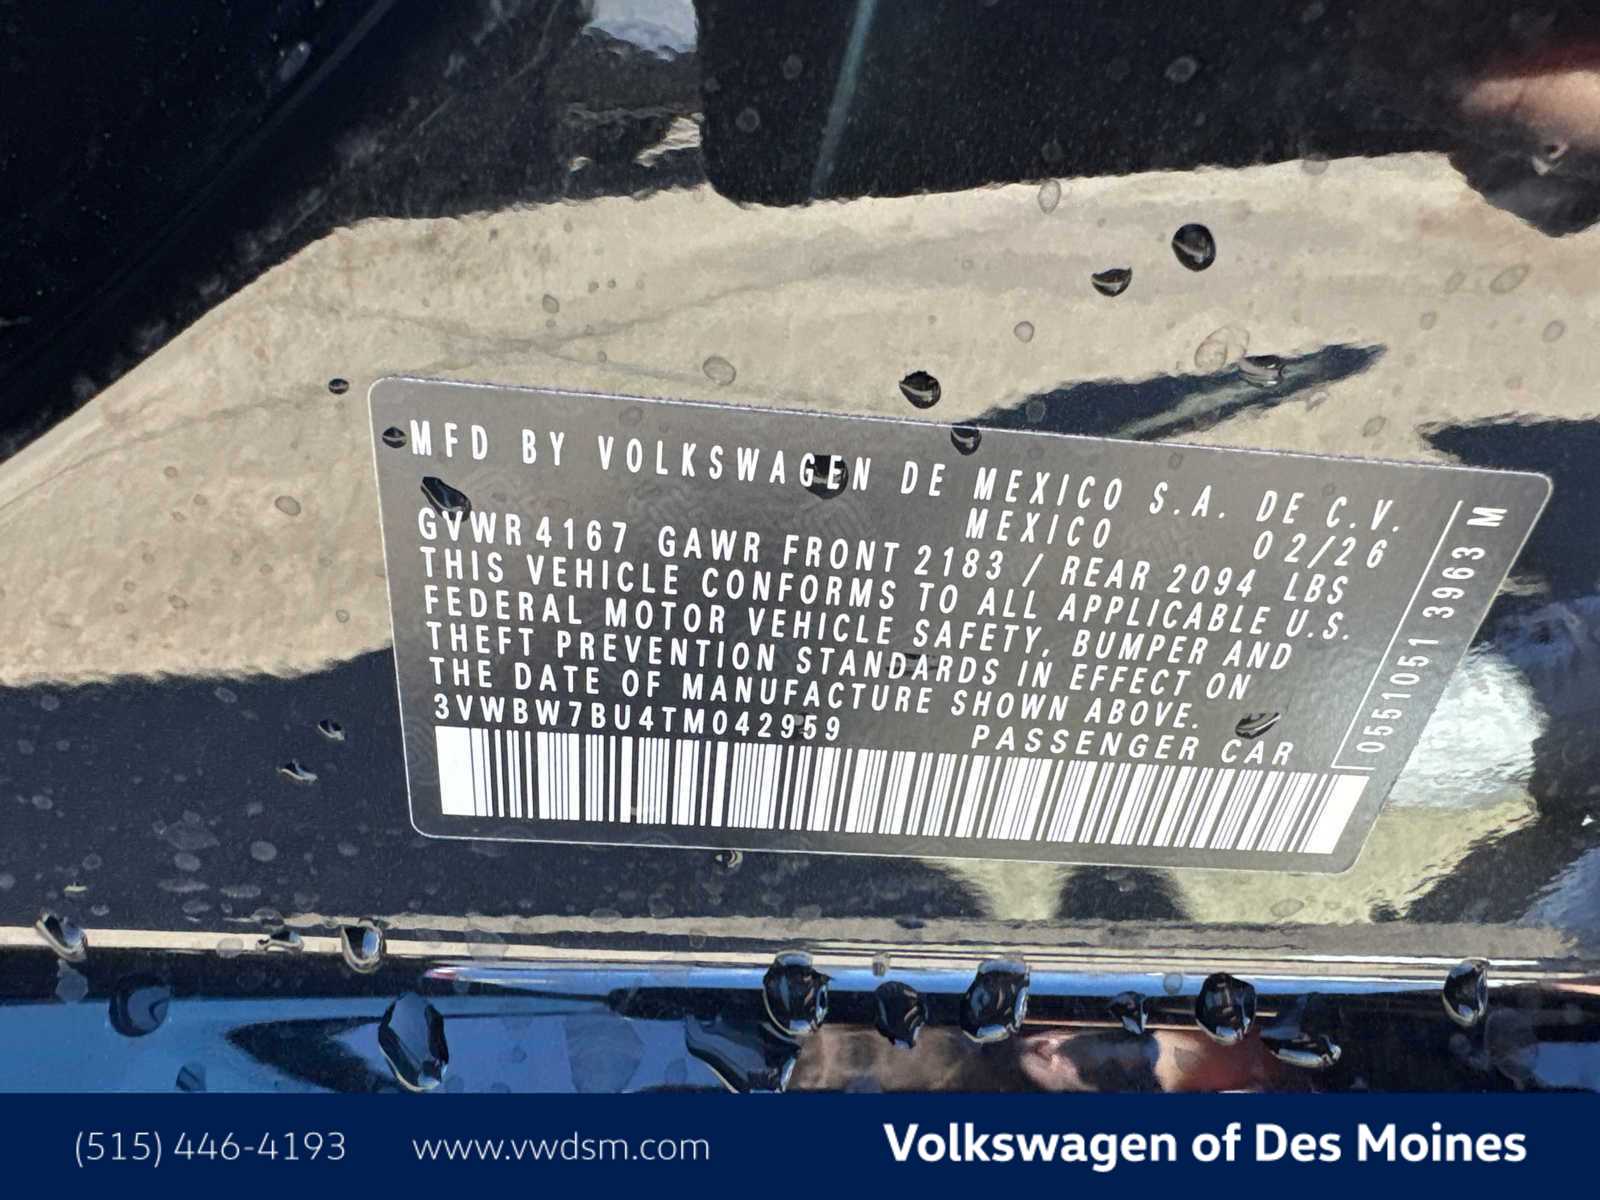 MFD BY VOLKSWAGEN DE MEXICO S.A. DE C.V.
MEXICO 02/26
GVWR 4167 GAWR FRONT 2183 / REAR 2094 LBS
THIS VEHICLE CONFORMS TO ALL APPLICABLE U.S.
FEDERAL MOTOR VEHICLE SAFETY, BUMPER AND
THEFT PREVENTION STANDARDS IN EFFECT ON
THE DATE OF MANUFACTURE SHOWN ABOVE.
3VWBW7BU4TM042959 PASSENGER CAR
0551051 3963 M
(515) 446-4193 www.vwdsm.com Volkswagen of Des Moines